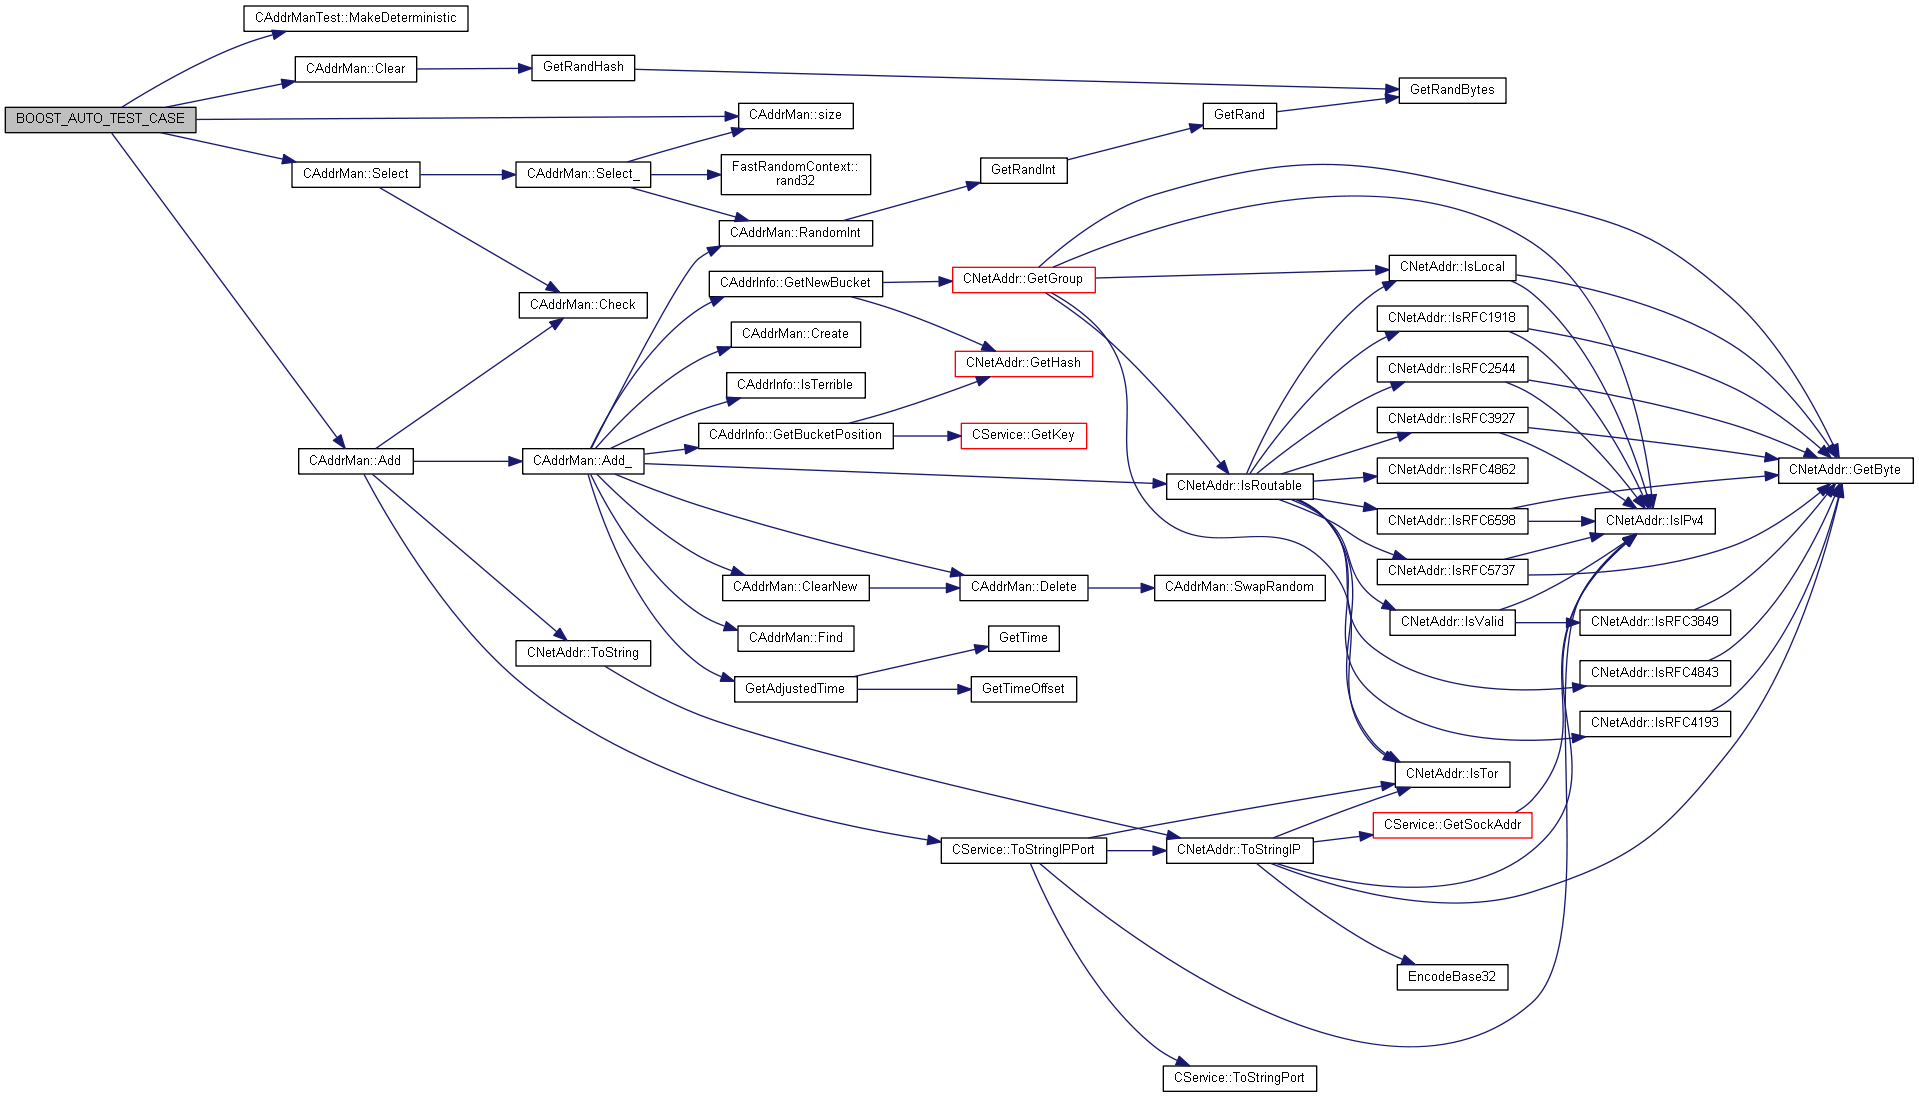 CAddrManTest::MakeDeterministic
CAddrMan::Clear
GetRandHash
GetRandBytes
BOOST_AUTO_TEST_CASE
CAddrMan::size
GetRand
CAddrMan::Select
CAddrMan::Select_
FastRandomContext::
rand32
GetRandInt
CAddrMan::RandomInt
CAddrMan::Check
CAddrInfo::GetNewBucket
CNetAddr::GetGroup
CNetAddr::IsLocal
CNetAddr::IsRFC1918
CAddrMan::Create
CNetAddr::GetHash
CNetAddr::IsRFC2544
CAddrInfo::IsTerrible
CNetAddr::IsRFC3927
CAddrInfo::GetBucketPosition
CService::GetKey
CAddrMan::Add
CAddrMan::Add_
CNetAddr::IsRFC4862
CNetAddr::GetByte
CNetAddr::IsRoutable
CNetAddr::IsRFC6598
CNetAddr::IsIPv4
CNetAddr::IsRFC5737
CAddrMan::ClearNew
CAddrMan::Delete
CAddrMan::SwapRandom
CNetAddr::IsValid
CNetAddr::IsRFC3849
CAddrMan::Find
GetTime
CNetAddr::ToString
CNetAddr::IsRFC4843
GetAdjustedTime
GetTimeOffset
CNetAddr::IsRFC4193
CNetAddr::IsTor
CService::GetSockAddr
CService::ToStringIPPort
CNetAddr::ToStringIP
EncodeBase32
CService::ToStringPort